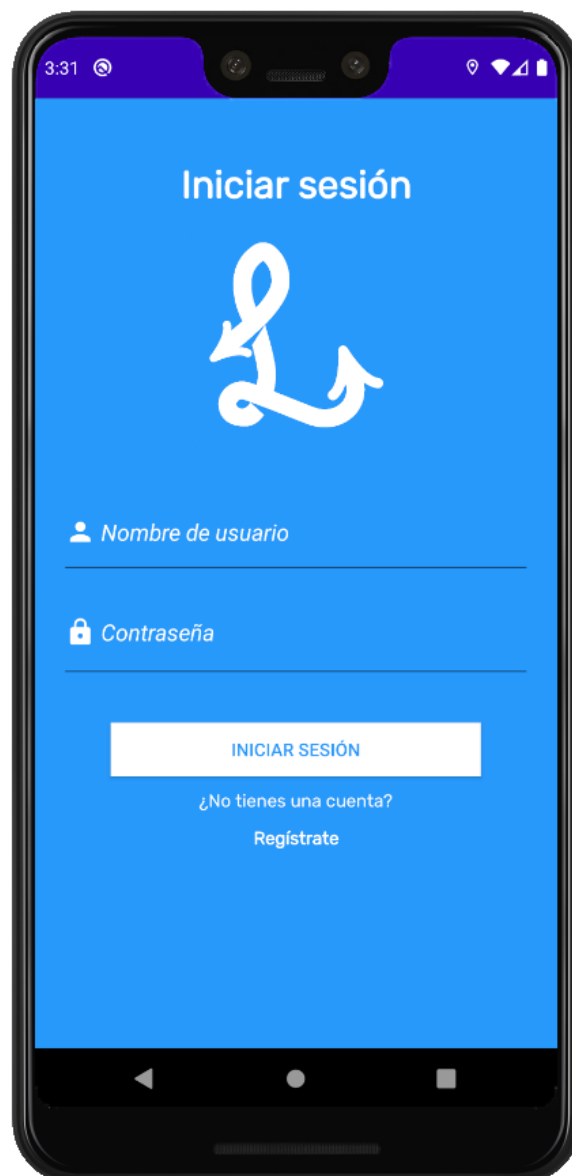 3:31
Iniciar sesión
Nombre de usuario
Contraseña
INICIAR SESIÓN
¿No tienes una cuenta?
Regístrate